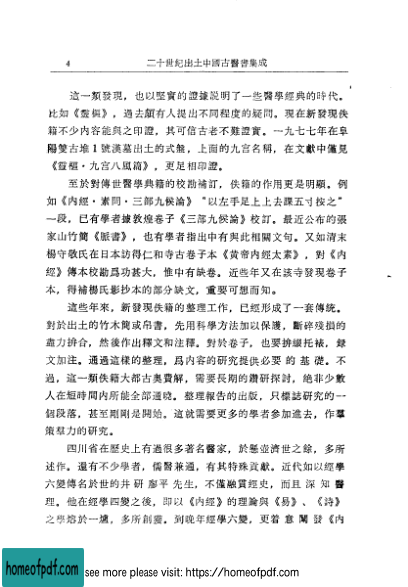 4 二十世紀出土中國古醫書集成
這一類發現，也以堅實的證據説明了一些醫學經典的時代。
比如《靈樞》，過去頗有人提出不同程度的疑問。現在新發現佚
籍不少内容能與之印證，其可信古老不難證實。一九七七年在阜
陽雙古堆1號漢墓出土的式盤，上面的九宫名稱，在文獻中僅見
《靈樞·九宫八風篇》，更足相印證。
至於對傳世醫學典籍的校勘補訂，佚籍的作用更是明顯。例
如《内經·素問·三部九候論》“以左手足上上去踝五寸按之”
一段，已有學者據敦煌卷子《三部九候論》校訂。最近公布的張
家山竹簡《脈書》，也有學者指出中有與此相關文句。又如清末
楊守敬氏在日本訪得仁和寺古卷子本《黄帝内經太素》，對《内
經》傳本校勘爲功甚大，惟中有缺卷。近些年又在該寺發現卷子
本，得補楊氏影抄本的部分缺文，重要可想而知。
這些年來，新發現佚籍的整理工作，已經形成了一套傳統。
對於出土的竹木簡或帛書，先用科學方法加以保護，斷碎殘損的
盡力拚合，然後作出釋文和注釋。對於卷子，也要拚綴托裱，録
文加注。通過這樣的整理，爲内容的研究提供必要的基礎。不
過，這一類佚籍大都古奥費解，需要長期的鑽研探討，絶非少數
人在短時間内所能全部通曉。整理報告的出版，只標誌研究的一
個段落，甚至剛剛是開始。這就需要更多的學者參加進去，作羣
策羣力的研究。
四川省在歷史上有過很多著名醫家，於懸壺濟世之餘，多所
述作。還有不少學者，儒醫兼通，有其特殊貢獻。近代如以經學
六變傳名於世的井研廖平先生，不僅融質經史，而且深知醫
理。他在經學四變之後，即以《内經》的理論與《易》、《詩》
之學熔於一爐，多所創獲。到晚年經學六變，更着意闡發《内
homeofpdf.com
see more please visit: https://homeofpdf.com